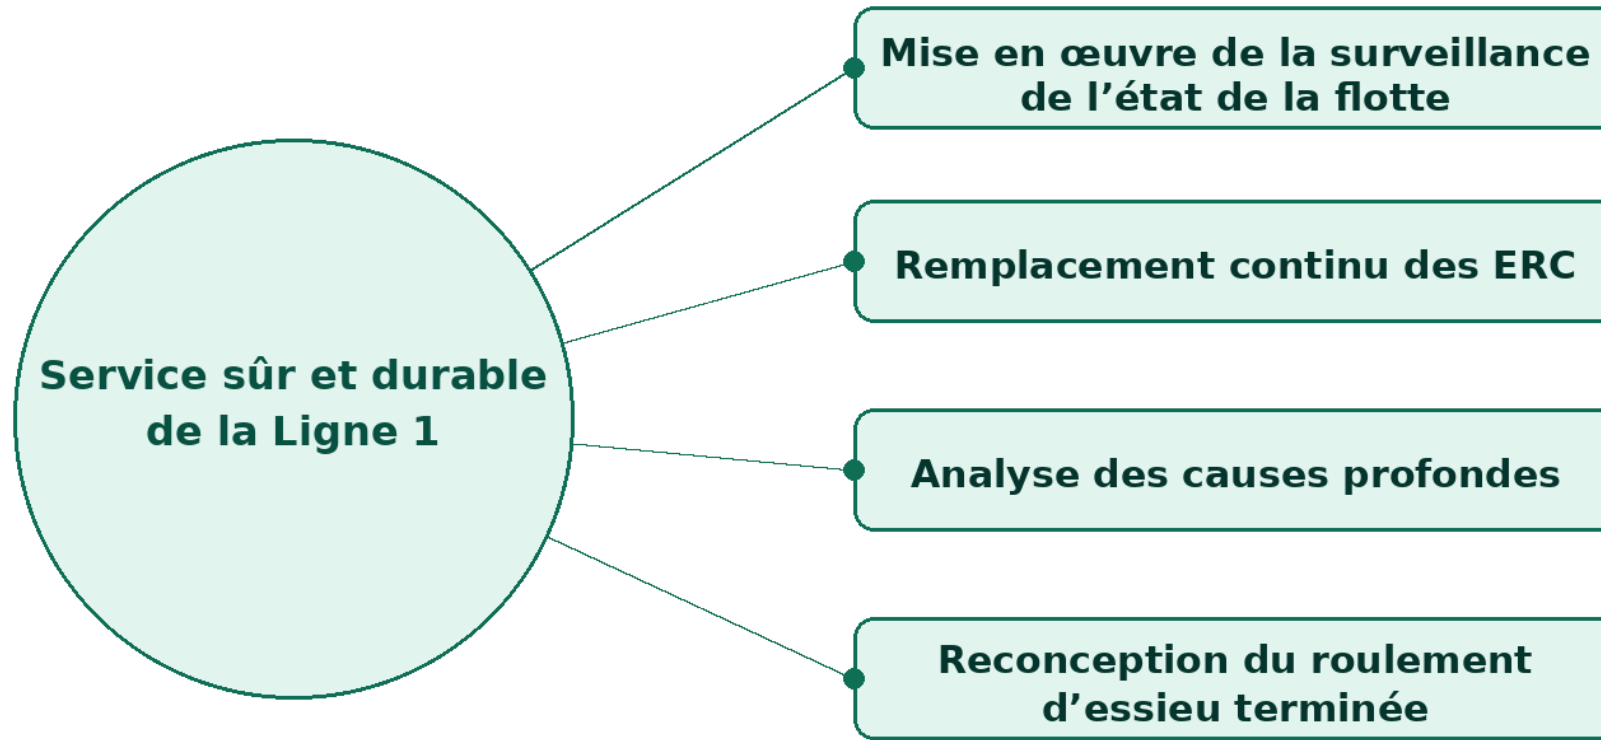 Mise en œuvre de la surveillance
de l’état de la flotte
Remplacement continu des ERC
Service sûr et durable
de la Ligne 1
Analyse des causes profondes
Reconception du roulement
d’essieu terminée